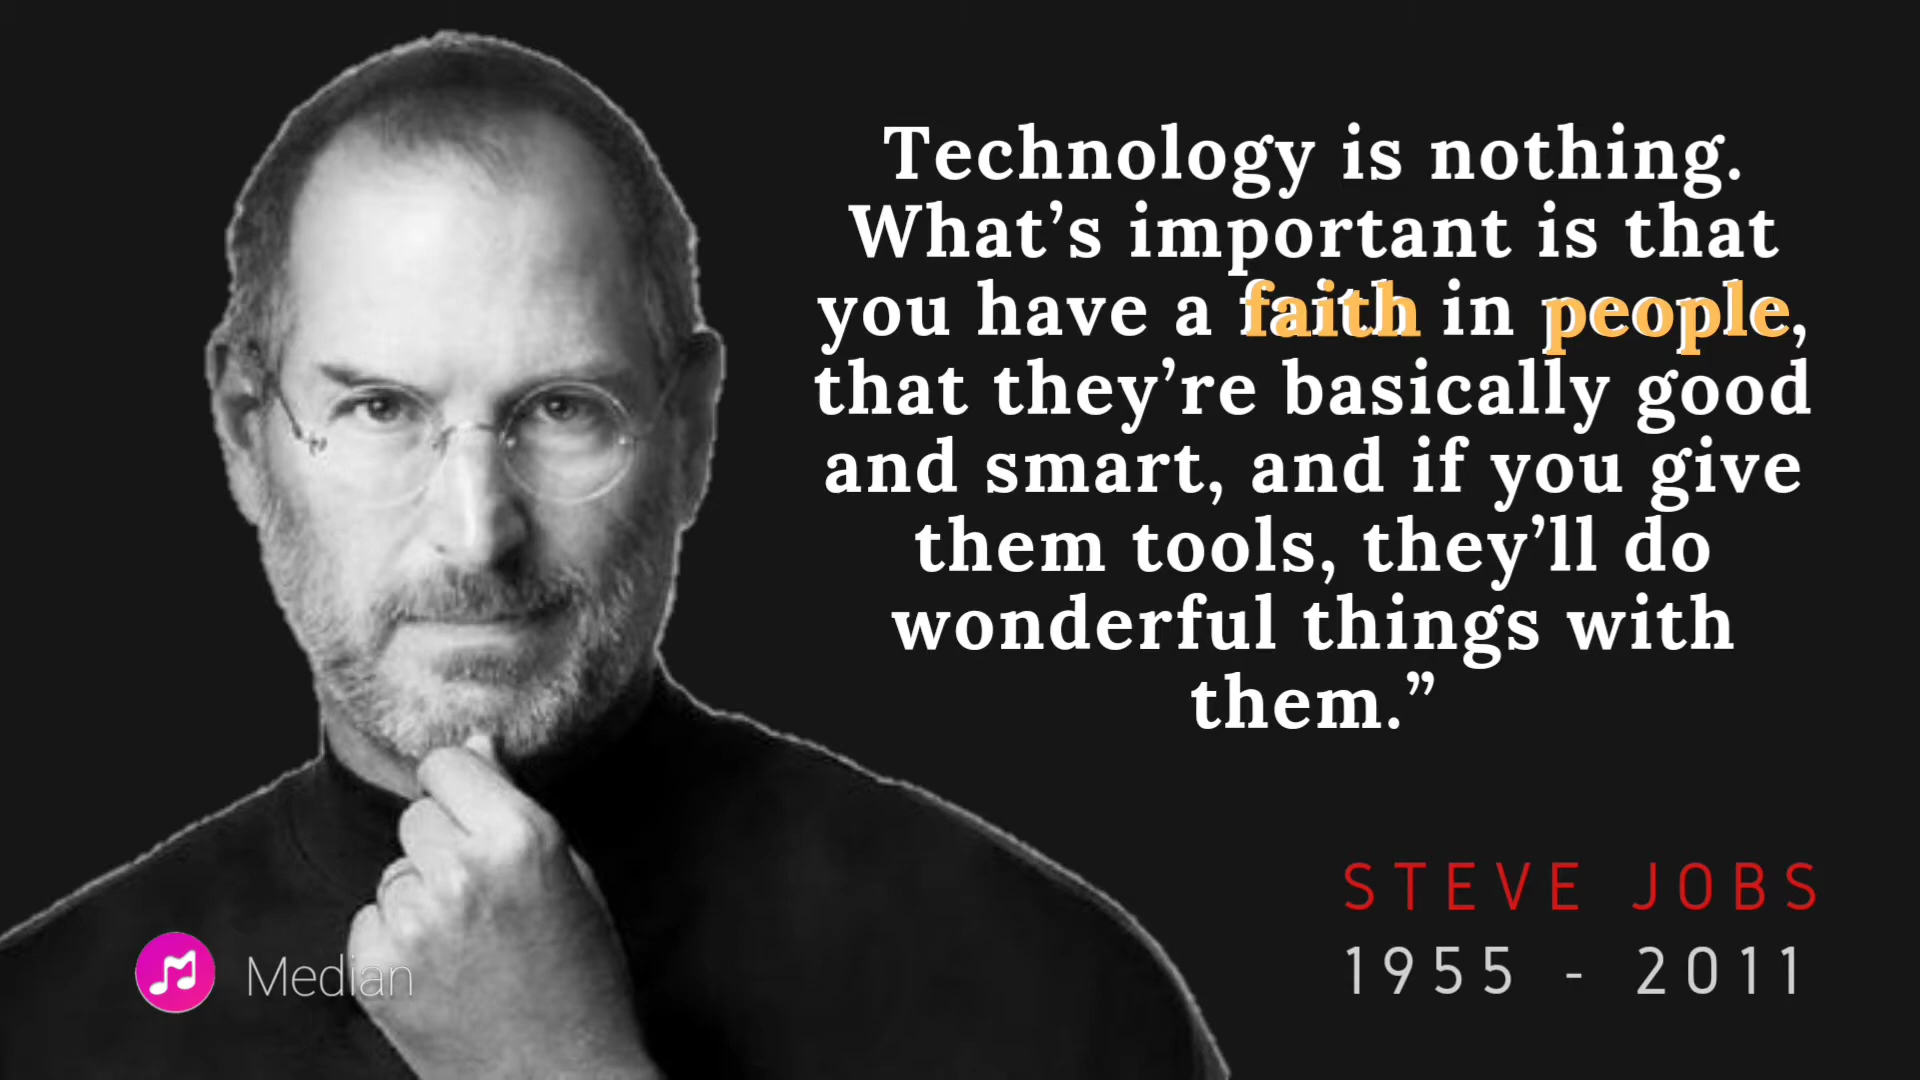 Technology is nothing.
What’s important is that
you have a faith in people,
that they’re basically good
and smart, and if you give
them tools, they’ll do
wonderful things with
them.”
STEVE JOBS
1955 - 2011
Median